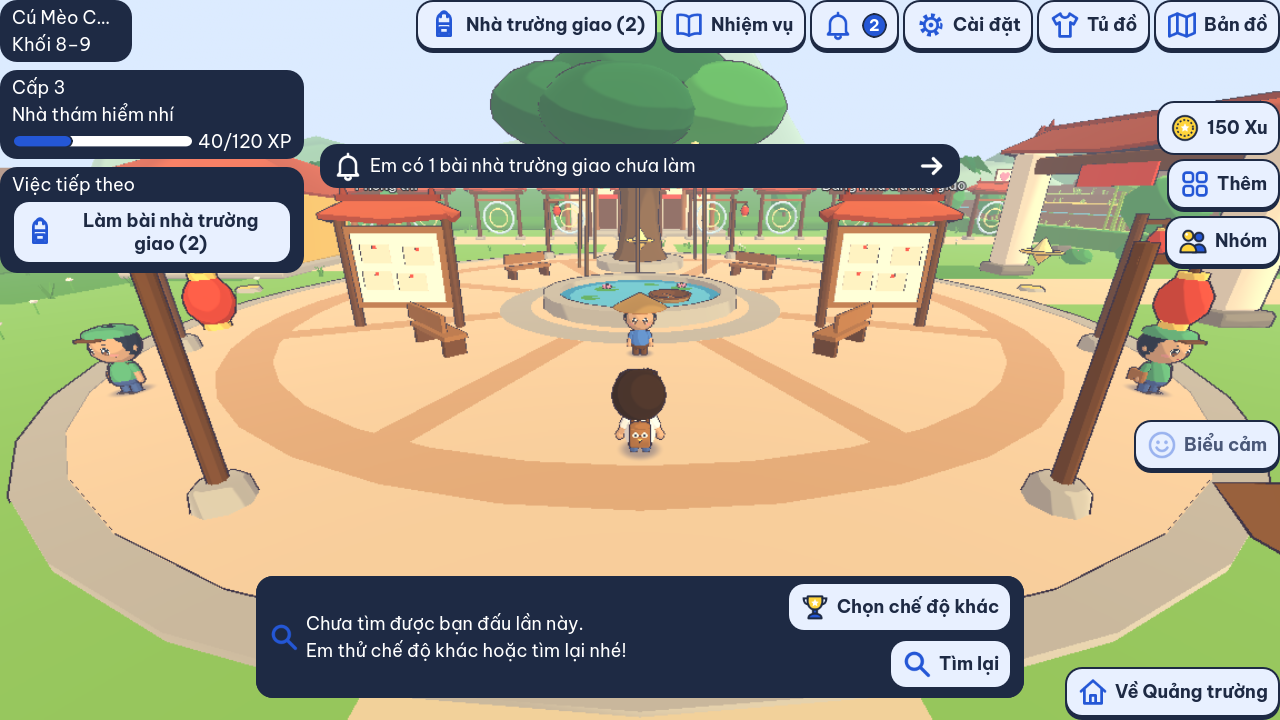 Cú Mèo C...
Khối 8–9
Nhà trường giao (2)
Nhiệm vụ
2
Cài đặt
Tủ đồ
Bản đồ
Cấp 3
Nhà thám hiểm nhí
40/120 XP
Em có 1 bài nhà trường giao chưa làm
150 Xu
Thêm
Nhóm
Việc tiếp theo
Làm bài nhà trường
giao (2)
Biểu cảm
Chưa tìm được bạn đấu lần này.
Em thử chế độ khác hoặc tìm lại nhé!
Chọn chế độ khác
Tìm lại
Về Quảng trường